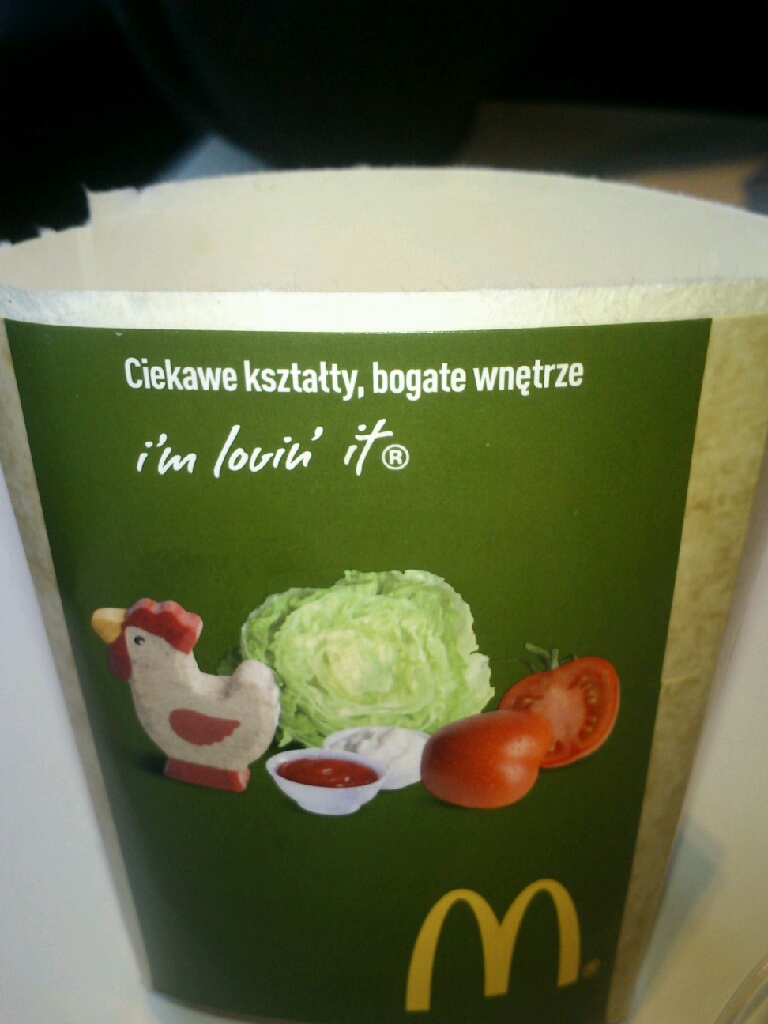 Ciekawe kształty, bogate wnętrze
i'm lovin' it®
M